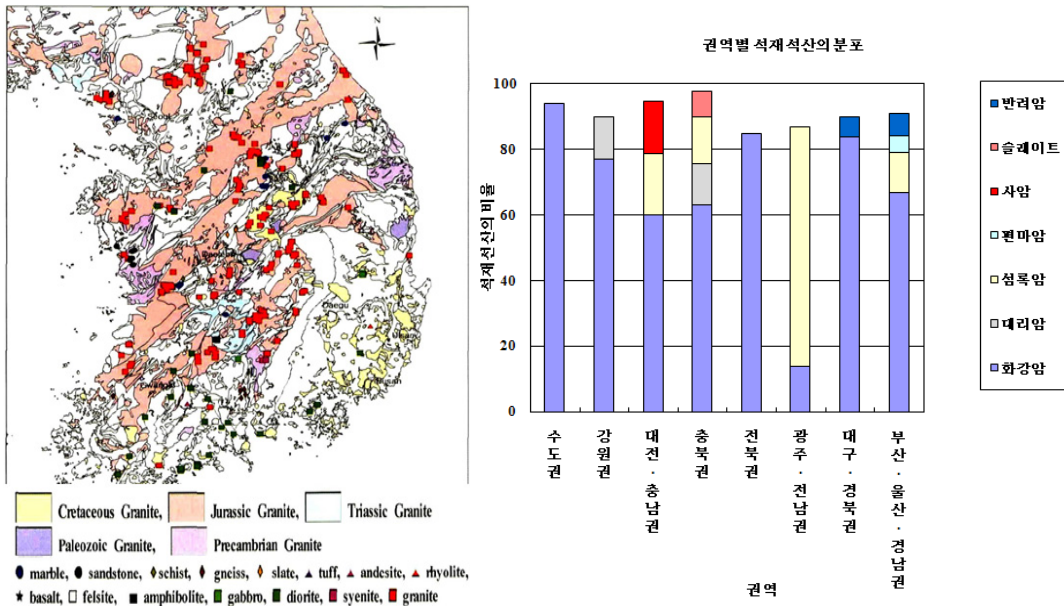 N
Daegu
Cretaceous Granite, Jurassic Granite, Triassic Granite
Paleozoic Granite, Precambrian Granite
marble, sandstone, schist, gneiss, slate, tuff, andesite, rhyolite,
basalt, felsite, amphibolite, gabbro, diorite, syenite, granite
권역별 석재석산의 분포
석재선산의 비율
100
80
60
40
20
0
수도권
강원권
대전·충남권
충북권
전북권
광주·전남권
대구·경북권
부산·울산·경남권
권역
반려암
슬레이트
사암
편마암
섬록암
대리암
화강암